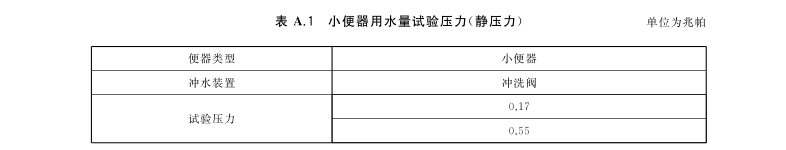 表 A.1 小便器用水量试验压力(静压力)
单位为兆帕
便器类型 小便器
冲水装置 冲洗阀
试验压力 0.17
0.55